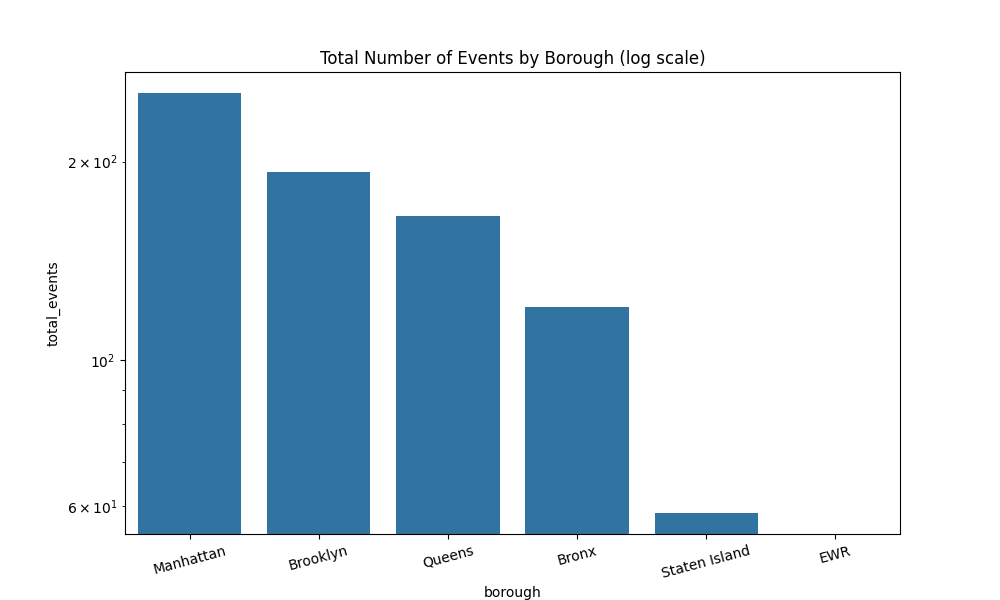 Total Number of Events by Borough (log scale)
2 × 10²
10²
6 × 10¹
total_events
Manhattan
Brooklyn
Queens
Bronx
Staten Island
EWR
borough